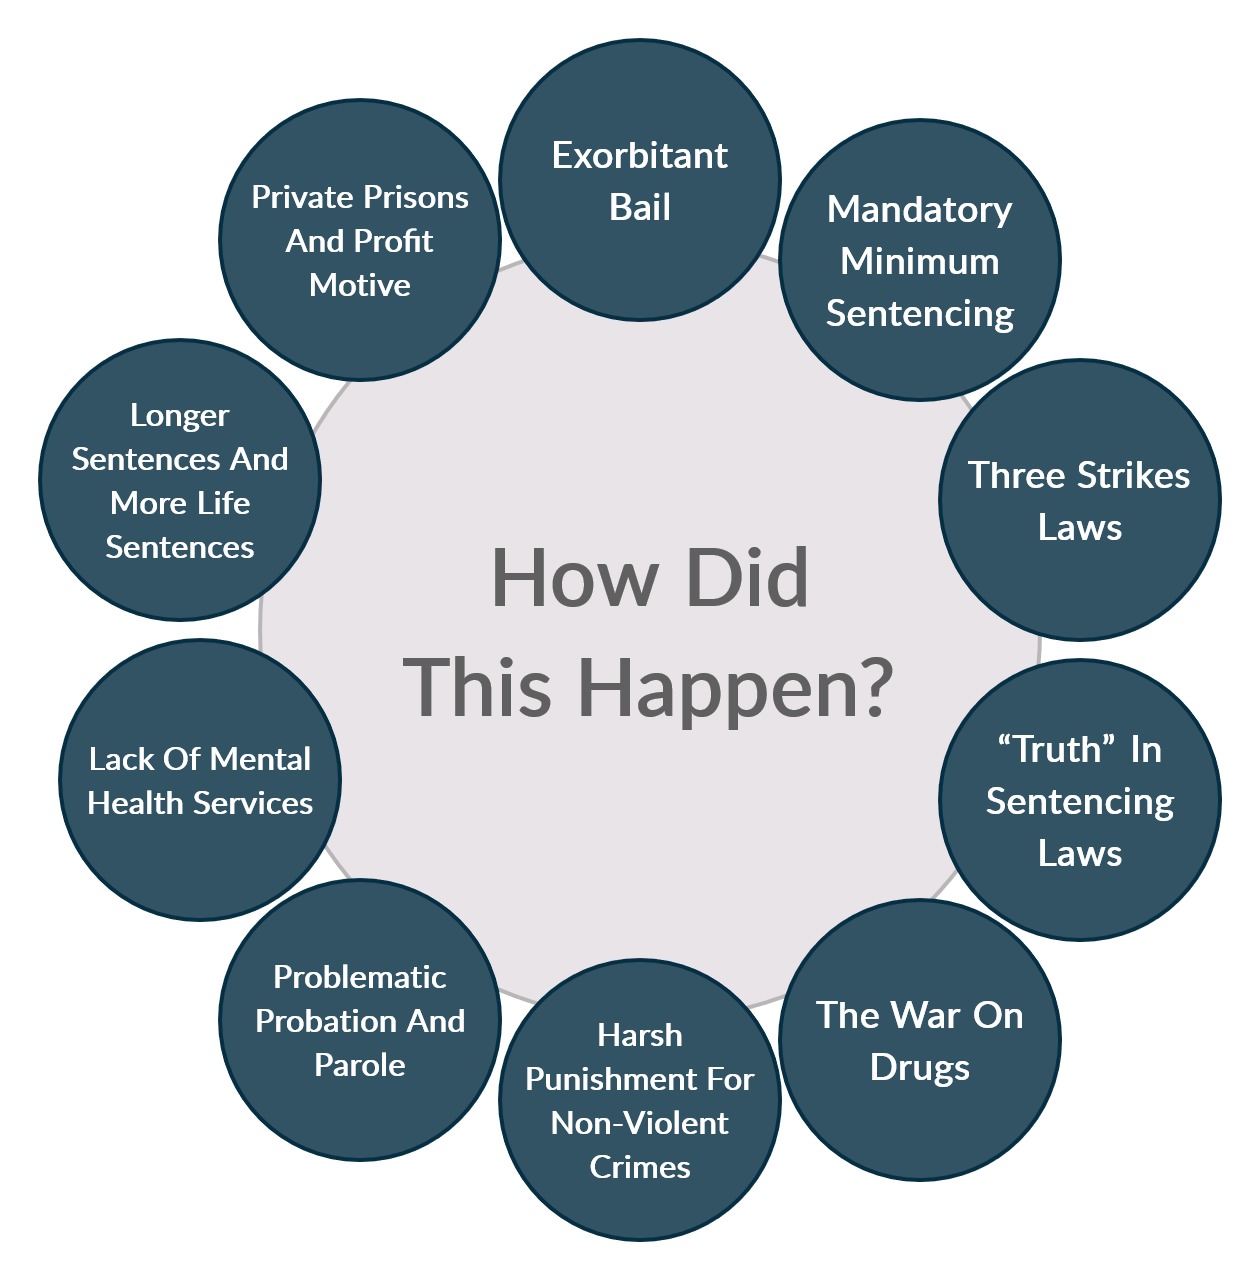 How Did
This Happen?
Exorbitant
Bail
Mandatory
Minimum
Sentencing
Three Strikes
Laws
“Truth” In
Sentencing
Laws
The War On
Drugs
Harsh
Punishment For
Non-Violent
Crimes
Problematic
Probation And
Parole
Lack Of Mental
Health Services
Longer
Sentences And
More Life
Sentences
Private Prisons
And Profit
Motive